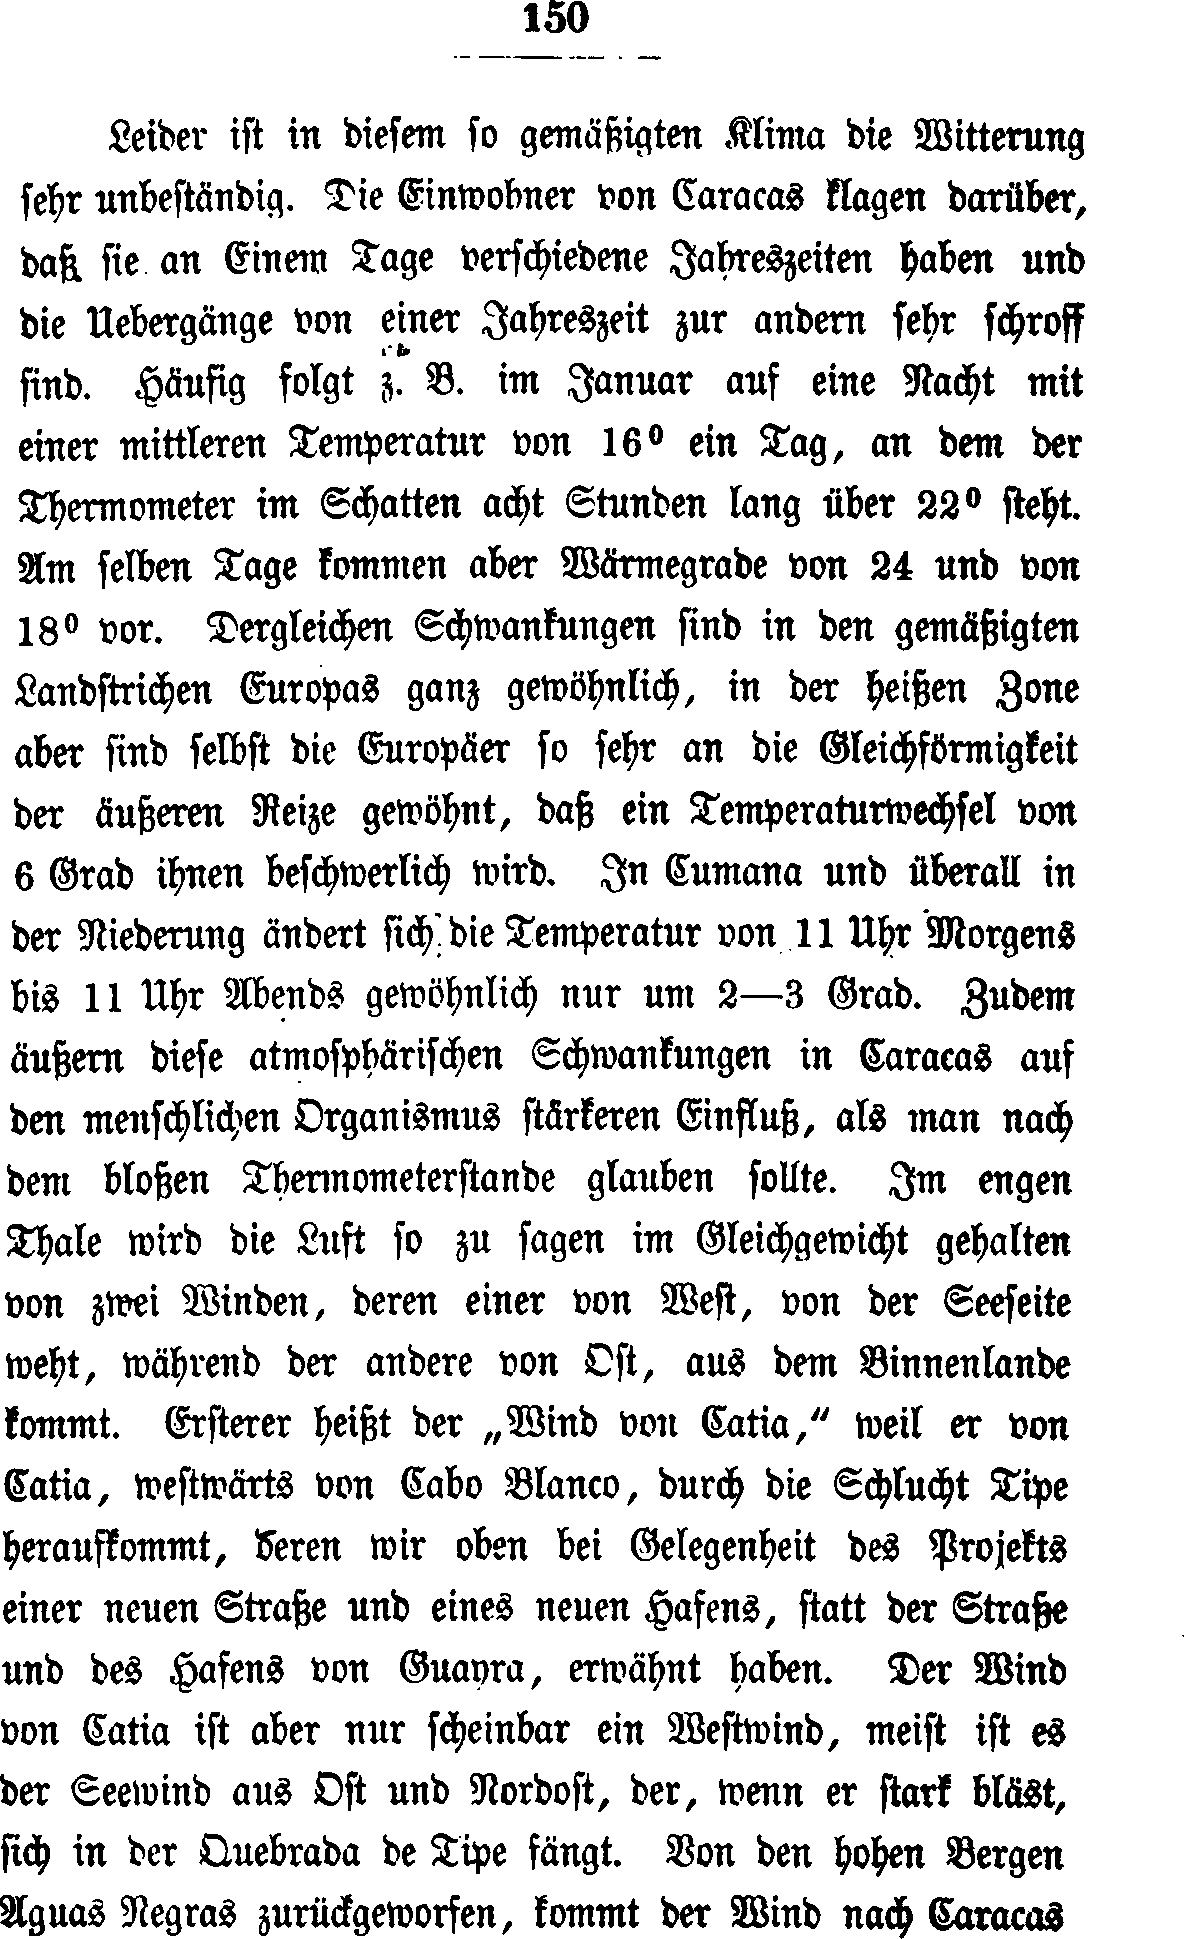 150
Leider ist in diesem so gemäßigten Klima die Witterung
sehr unbeständig. Die Einwohner von Caracas klagen darüber,
daß sie an Einem Tage verschiedene Jahreszeiten haben und
die Uebergänge von einer Jahreszeit zur andern sehr schroff
sind. Häufig folgt z. B. im Januar auf eine Nacht mit
einer mittleren Temperatur von 16⁰ ein Tag, an dem der
Thermometer im Schatten acht Stunden lang über 22⁰ steht.
Am selben Tage kommen aber Wärmegrade von 24 und von
18⁰ vor. Dergleichen Schwankungen sind in den gemäßigten
Landstrichen Europas ganz gewöhnlich, in der heißen Zone
aber sind selbst die Europäer so sehr an die Gleichförmigkeit
der äußeren Reize gewöhnt, daß ein Temperaturwechsel von
6 Grad ihnen beschwerlich wird. In Cumana und überall in
der Niederung ändert sich die Temperatur von 11 Uhr Morgens
bis 11 Uhr Abends gewöhnlich nur um 2—3 Grad. Zudem
äußern diese atmosphärischen Schwankungen in Caracas auf
den menschlichen Organismus stärkeren Einfluß, als man nach
dem bloßen Thermometerstande glauben sollte. Im engen
Thale wird die Luft so zu sagen im Gleichgewicht gehalten
von zwei Winden, deren einer von West, von der Seeseite
weht, während der andere von Ost, aus dem Binnenlande
kommt. Ersterer heißt der „Wind von Catia,“ weil er von
Catia, westwärts von Cabo Blanco, durch die Schlucht Tipe
heraufkommt, deren wir oben bei Gelegenheit des Projekts
einer neuen Straße und eines neuen Hafens, statt der Straße
und des Hafens von Guayra, erwähnt haben. Der Wind
von Catia ist aber nur scheinbar ein Westwind, meist ist es
der Seewind aus Ost und Nordost, der, wenn er stark bläst,
sich in der Quebrada de Tipe fängt. Von den hohen Bergen
Aguas Negras zurückgeworfen, kommt der Wind nach Caracas